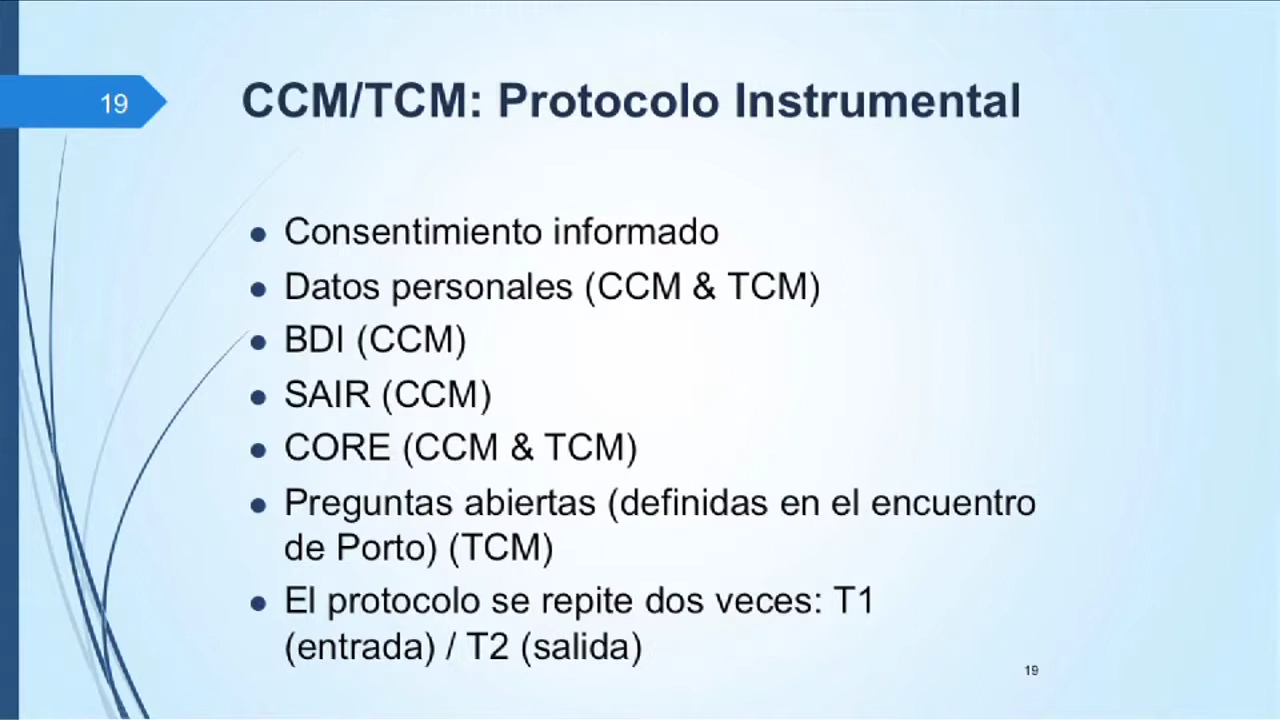 19
CCM/TCM: Protocolo Instrumental
● Consentimiento informado
● Datos personales (CCM & TCM)
● BDI (CCM)
● SAIR (CCM)
● CORE (CCM & TCM)
● Preguntas abiertas (definidas en el encuentro
de Porto) (TCM)
● El protocolo se repite dos veces: T1
(entrada) / T2 (salida)
19